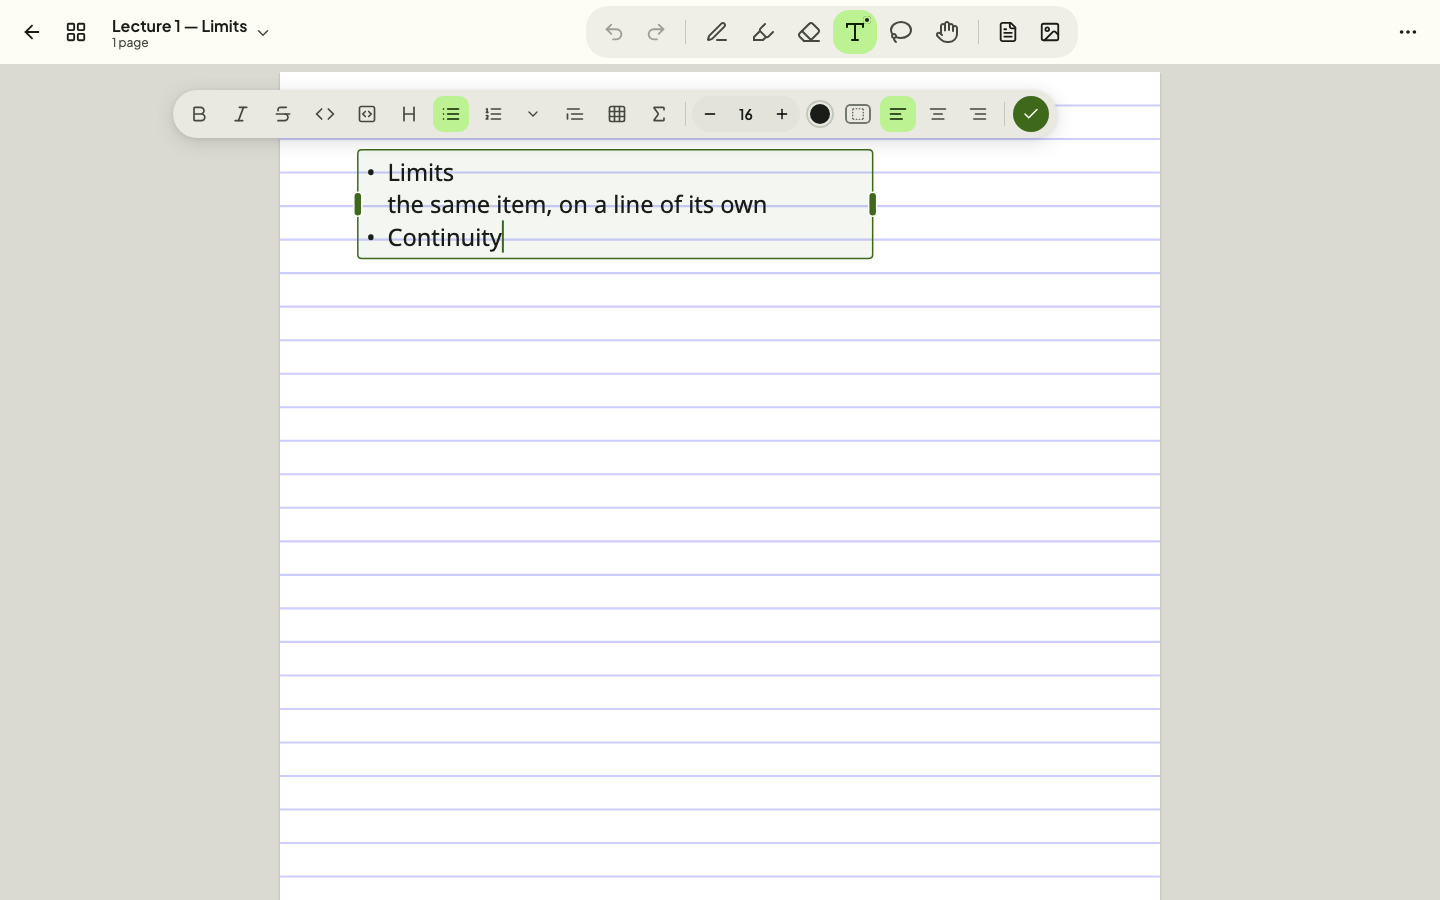 Lecture 1 — Limits
1 page
16
• Limits
the same item, on a line of its own
• Continuity